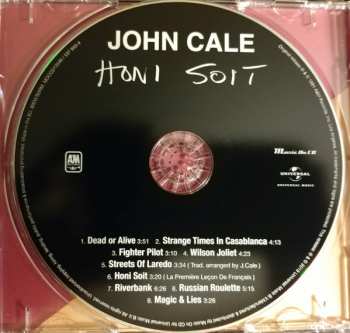 JOHN CALE
HONI SOIT
A&M
Music On CD
UNIVERSAL
UNIVERSAL MUSIC
1. Dead or Alive 3:51 2. Strange Times In Casablanca 4:13
3. Fighter Pilot 3:10 4. Wilson Joliet 4:23
5. Streets Of Laredo 3:34 ( Trad. arranged by J.Cale )
6. Honi Soit 3:20 ( La Première Leçon De Français )
7. Riverbank 6:26 8. Russian Roulette 5:15
9. Magic & Lies 3:26